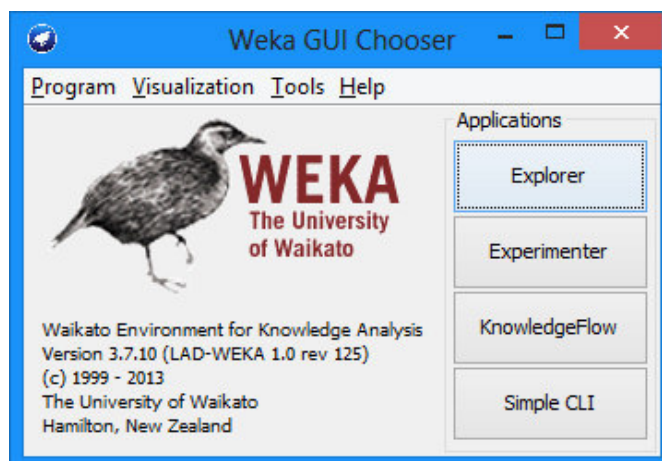 Weka GUI Chooser
Program Visualization Tools Help
WEKA
The University
of Waikato
Waikato Environment for Knowledge Analysis
Version 3.7.10 (LAD-WEKA 1.0 rev 125)
(c) 1999 - 2013
The University of Waikato
Hamilton, New Zealand
Applications
Explorer
Experimenter
KnowledgeFlow
Simple CLI